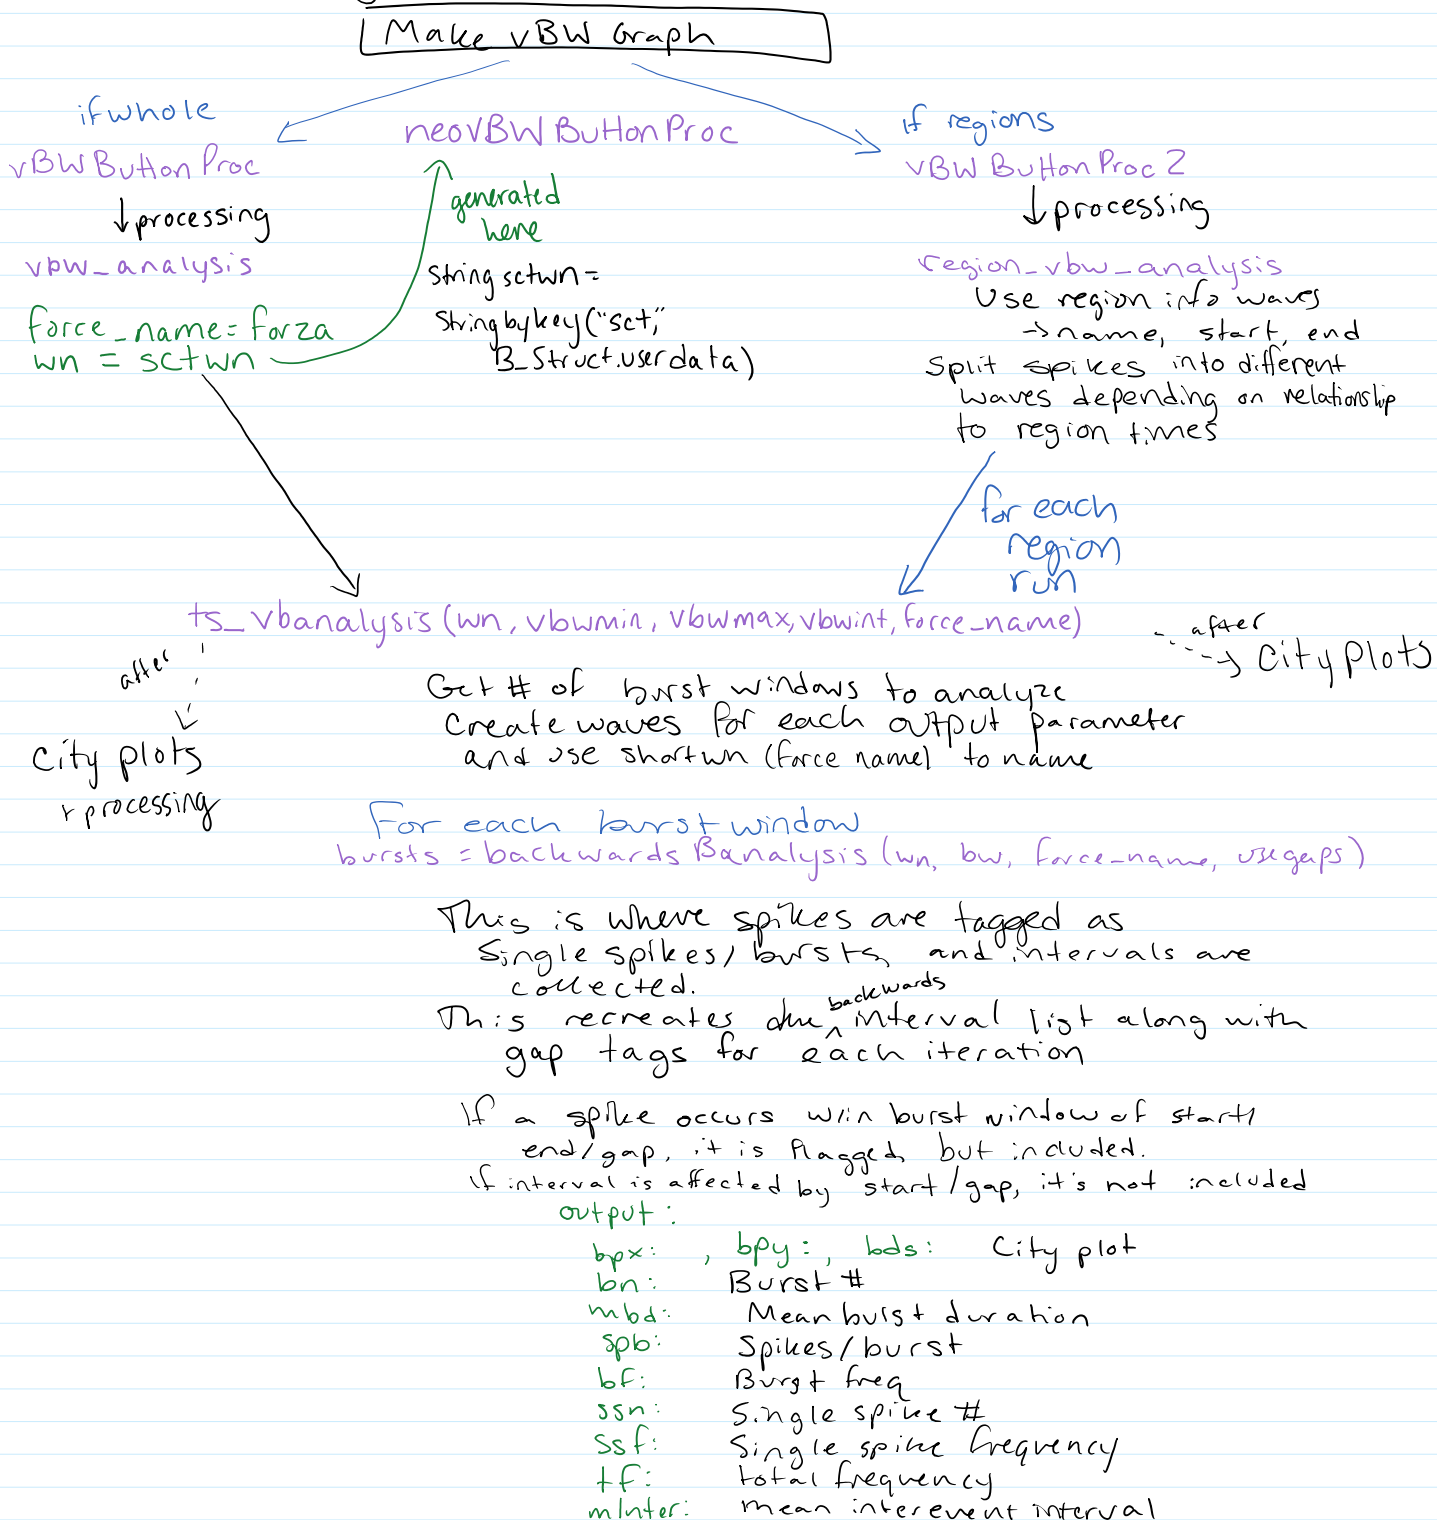 Make vBW Graph
if whole
neovBWButtonProc
if regions
vBWButtonProc
vBWButtonProc2
generated
here
↓processing
↓processing
vbw_analysis
region_vbw_analysis
String sctwn =
Stringbykey("sct,"
B_Struct.userdata)
force_name = forza
wn = sctwn
Use region info waves
→ name, start, end
Split spikes into different
waves depending on relationship
to region times
for each
region
run
ts_vbanalysis(wn, vbwmin, vbwmax, vbwint, force_name)
after
City Plots
after
City plots
+ processing
Get # of burst windows to analyze
Create waves for each output parameter
and use shortwn (force name) to name
For each burst window
bursts = backwardsBanalysis(wn, bw, force_name, usegaps)
This is where spikes are tagged as
Single spikes/bursts, and intervals are
collected.
backwards
This recreates the ^ interval list along with
gap tags for each iteration
If a spike occurs w/in burst window of start/
end/gap, it is flagged, but included.
If interval is affected by start/gap, it's not included
output:
bpx: , bpy:, bds: City plot
bn: Burst #
mbd: Mean burst duration
spb: Spikes/burst
bf: Burst freq
ssn: Single spike #
ssf: Single spike frequency
tf: total frequency
mInter: mean interevent interval